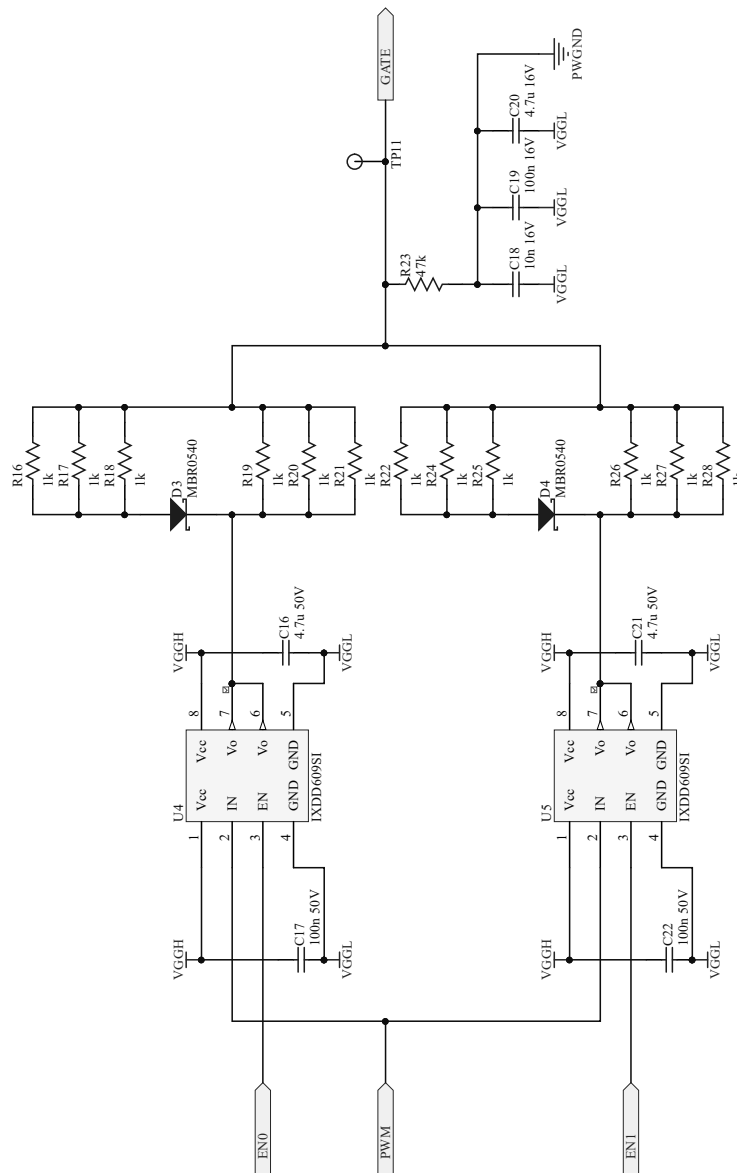 GATE
TP11
PWGND
C20
4.7u 16V
VGGL
C19
100n 16V
VGGL
C18
10n 16V
VGGL
R23
47k
R16
1k
R17
1k
R18
1k
D3
MBR0540
R19
1k
R20
1k
R21
1k
R22
1k
R24
1k
R25
1k
D4
MBR0540
R26
1k
R27
1k
R28
1k
VGGH
C16
4.7u 50V
VGGL
VGGH
C21
4.7u 50V
VGGL
U4
8
7
6
5
Vcc
Vo
Vo
GND
Vcc
IN
EN
GND
1
2
3
4
IXDD609SI
U5
8
7
6
5
Vcc
Vo
Vo
GND
Vcc
IN
EN
GND
1
2
3
4
IXDD609SI
VGGH
C17
100n 50V
VGGL
VGGH
C22
100n 50V
VGGL
EN0
PWM
EN1